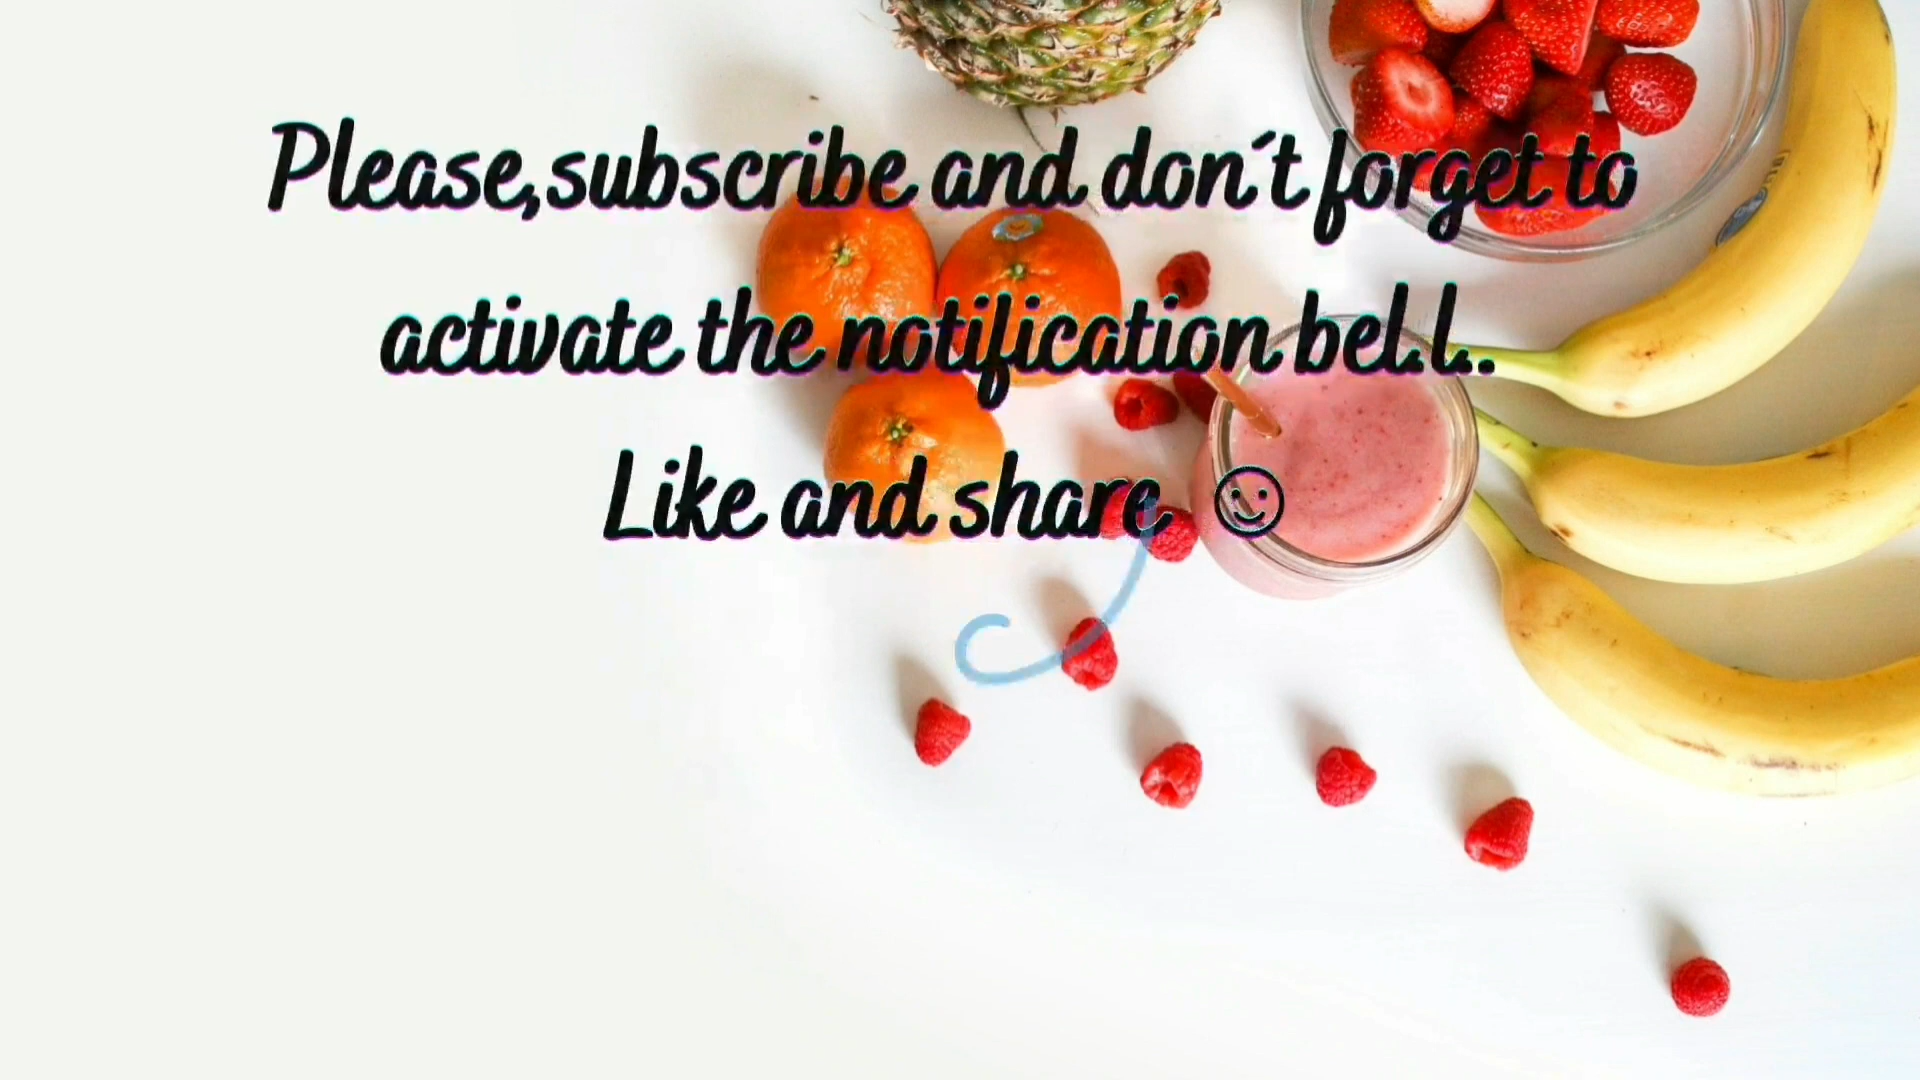 Please,subscribe and don´t forget to
activate the notification bel.l..
Like and share ☺